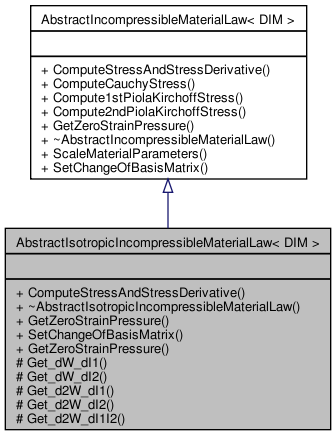 AbstractIncompressibleMaterialLaw< DIM >
+ ComputeStressAndStressDerivative()
+ ComputeCauchyStress()
+ Compute1stPiolaKirchoffStress()
+ Compute2ndPiolaKirchoffStress()
+ GetZeroStrainPressure()
+ ~AbstractIncompressibleMaterialLaw()
+ ScaleMaterialParameters()
+ SetChangeOfBasisMatrix()
AbstractIsotropicIncompressibleMaterialLaw< DIM >
+ ComputeStressAndStressDerivative()
+ ~AbstractIsotropicIncompressibleMaterialLaw()
+ GetZeroStrainPressure()
+ SetChangeOfBasisMatrix()
+ GetZeroStrainPressure()
# Get_dW_dI1()
# Get_dW_dI2()
# Get_d2W_dI1()
# Get_d2W_dI2()
# Get_d2W_dI1I2()